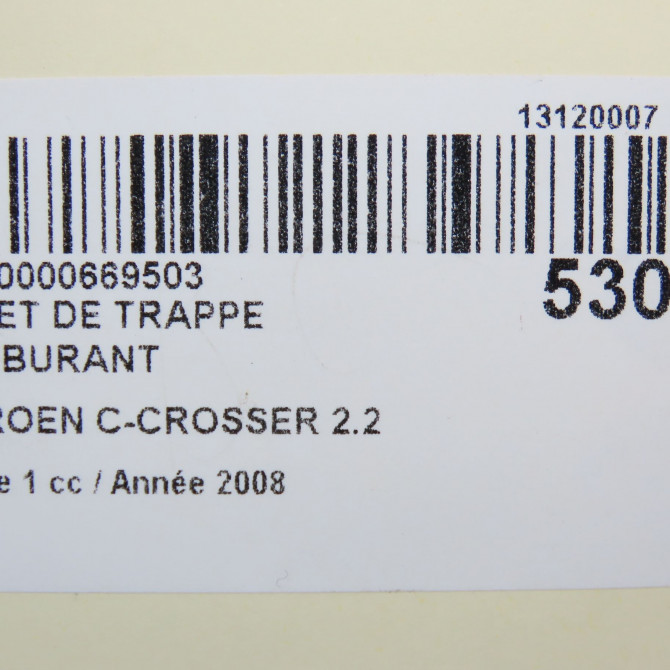 13120007
0000669503
530
ET DE TRAPPE
BURANT
ROEN C-CROSSER 2.2
e 1 cc / Année 2008